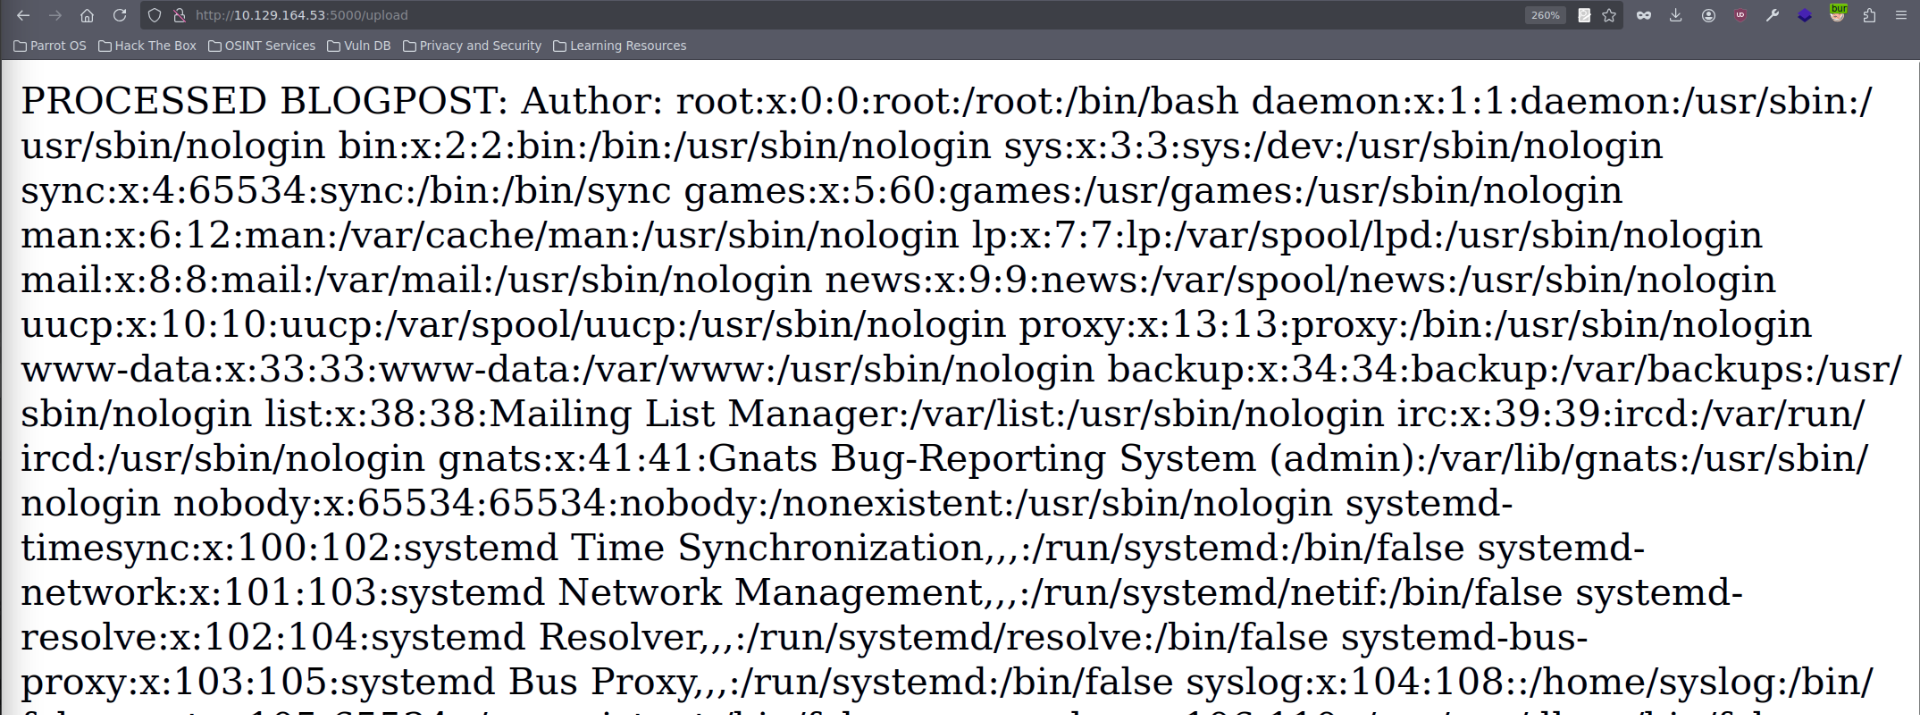 http://10.129.164.53:5000/upload
260%
Parrot OS Hack The Box OSINT Services Vuln DB Privacy and Security Learning Resources
PROCESSED BLOGPOST: Author: root:x:0:0:root:/root:/bin/bash daemon:x:1:1:daemon:/usr/sbin:/
usr/sbin/nologin bin:x:2:2:bin:/bin:/usr/sbin/nologin sys:x:3:3:sys:/dev:/usr/sbin/nologin
sync:x:4:65534:sync:/bin:/bin/sync games:x:5:60:games:/usr/games:/usr/sbin/nologin
man:x:6:12:man:/var/cache/man:/usr/sbin/nologin lp:x:7:7:lp:/var/spool/lpd:/usr/sbin/nologin
mail:x:8:8:mail:/var/mail:/usr/sbin/nologin news:x:9:9:news:/var/spool/news:/usr/sbin/nologin
uucp:x:10:10:uucp:/var/spool/uucp:/usr/sbin/nologin proxy:x:13:13:proxy:/bin:/usr/sbin/nologin
www-data:x:33:33:www-data:/var/www:/usr/sbin/nologin backup:x:34:34:backup:/var/backups:/usr/
sbin/nologin list:x:38:38:Mailing List Manager:/var/list:/usr/sbin/nologin irc:x:39:39:ircd:/var/run/
ircd:/usr/sbin/nologin gnats:x:41:41:Gnats Bug-Reporting System (admin):/var/lib/gnats:/usr/sbin/
nologin nobody:x:65534:65534:nobody:/nonexistent:/usr/sbin/nologin systemd-
timesync:x:100:102:systemd Time Synchronization,,,:/run/systemd:/bin/false systemd-
network:x:101:103:systemd Network Management,,,:/run/systemd/netif:/bin/false systemd-
resolve:x:102:104:systemd Resolver,,,:/run/systemd/resolve:/bin/false systemd-bus-
proxy:x:103:105:systemd Bus Proxy,,,:/run/systemd:/bin/false syslog:x:104:108::/home/syslog:/bin/